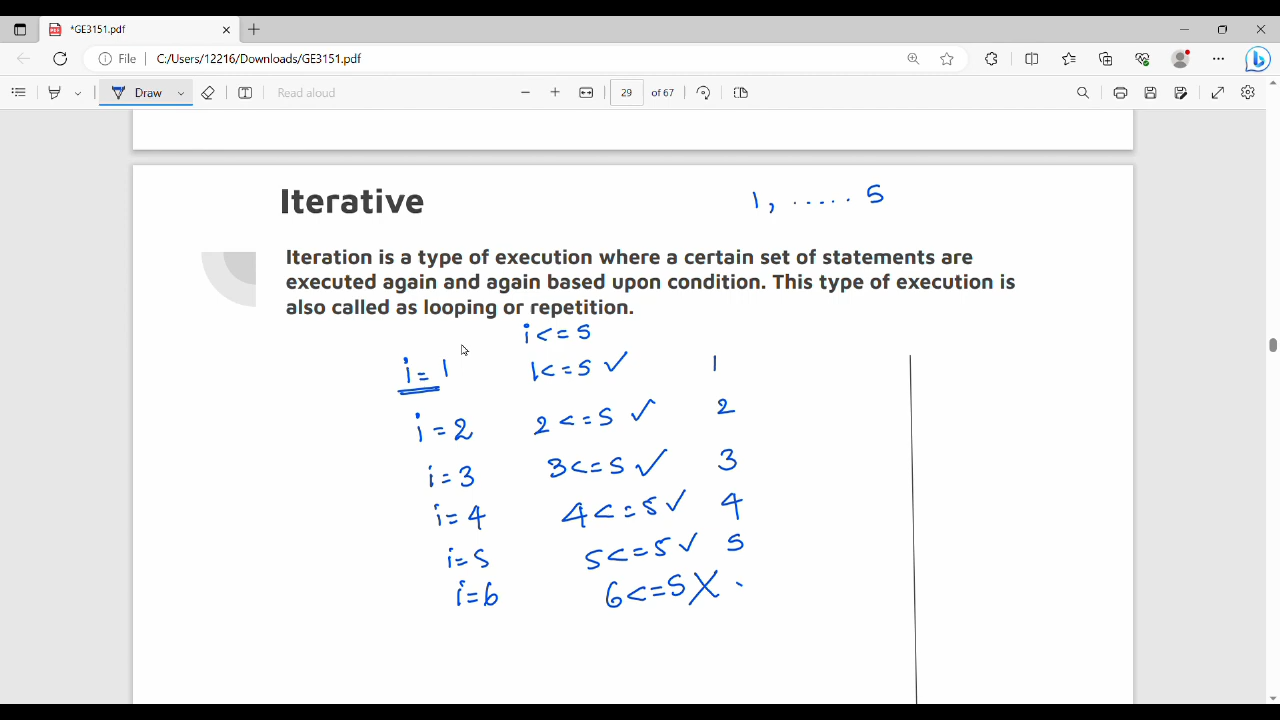 *GE3151.pdf
File C:/Users/12216/Downloads/GE3151.pdf
Draw Read aloud 29 of 67
Iterative 1, ..... 5
Iteration is a type of execution where a certain set of statements are
executed again and again based upon condition. This type of execution is
also called as looping or repetition.
i<=5
i=1 1<=5 ✓ 1
i=2 2<=5 ✓ 2
i=3 3<=5 ✓ 3
i=4 4<=5 ✓ 4
i=5 5<=5 ✓ 5
i=6 6<=5 X